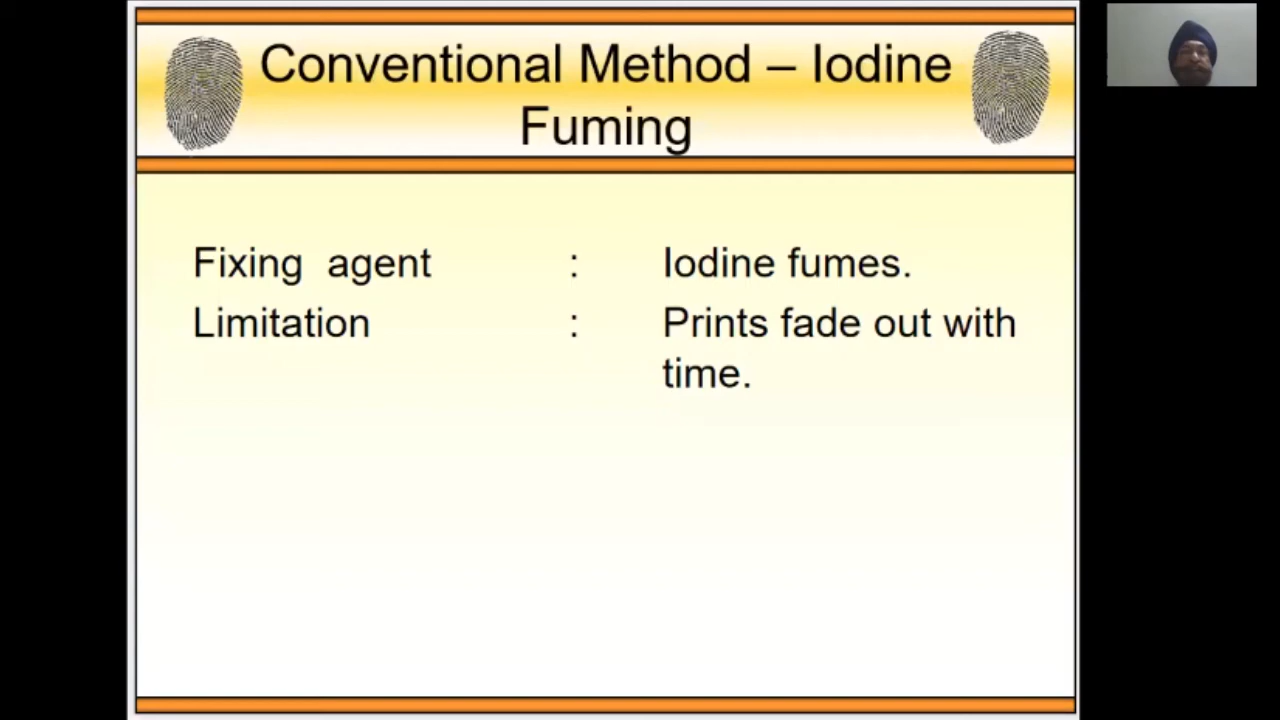 Conventional Method – Iodine
Fuming
Fixing agent : Iodine fumes.
Limitation : Prints fade out with
time.